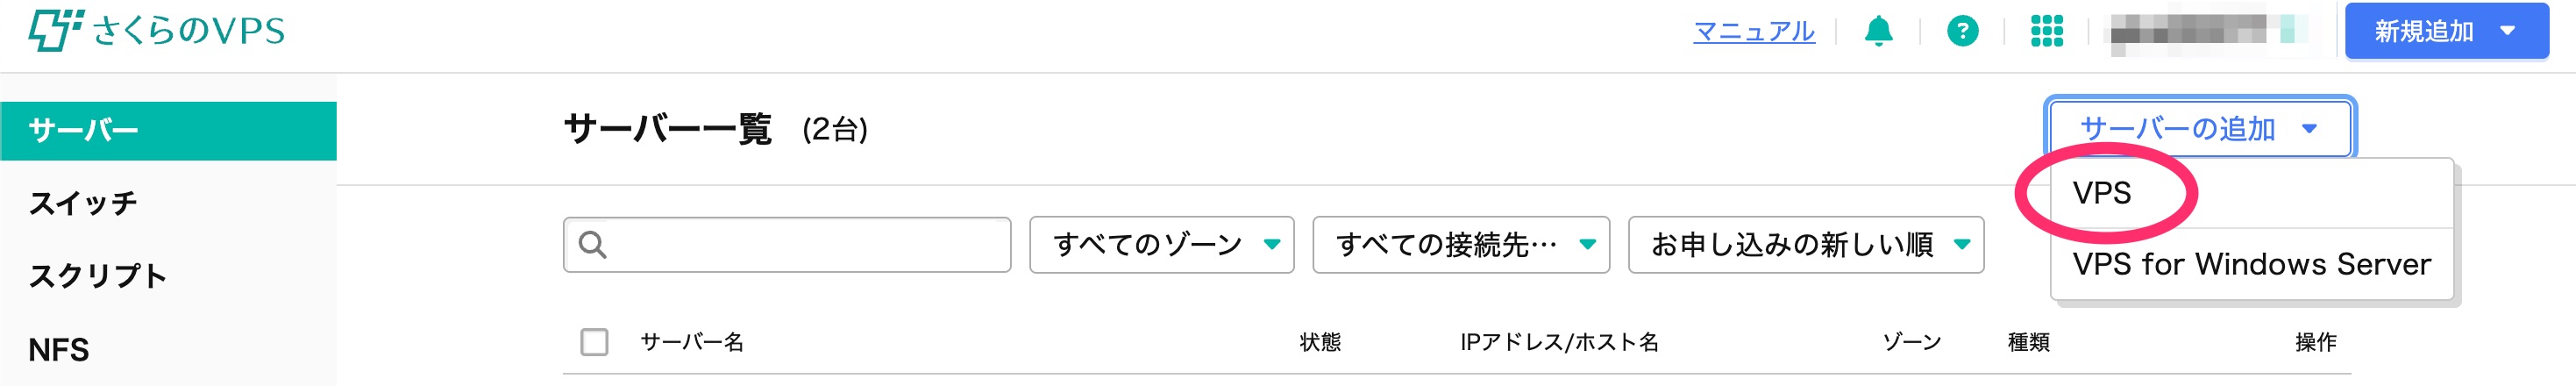 さくらのVPS
マニュアル
?
新規追加
サーバー
スイッチ
スクリプト
NFS
サーバー一覧 (2台)
サーバーの追加
VPS
VPS for Windows Server
すべてのゾーン
すべての接続先…
お申し込みの新しい順
サーバー名 状態 IPアドレス/ホスト名 ゾーン 種類 操作